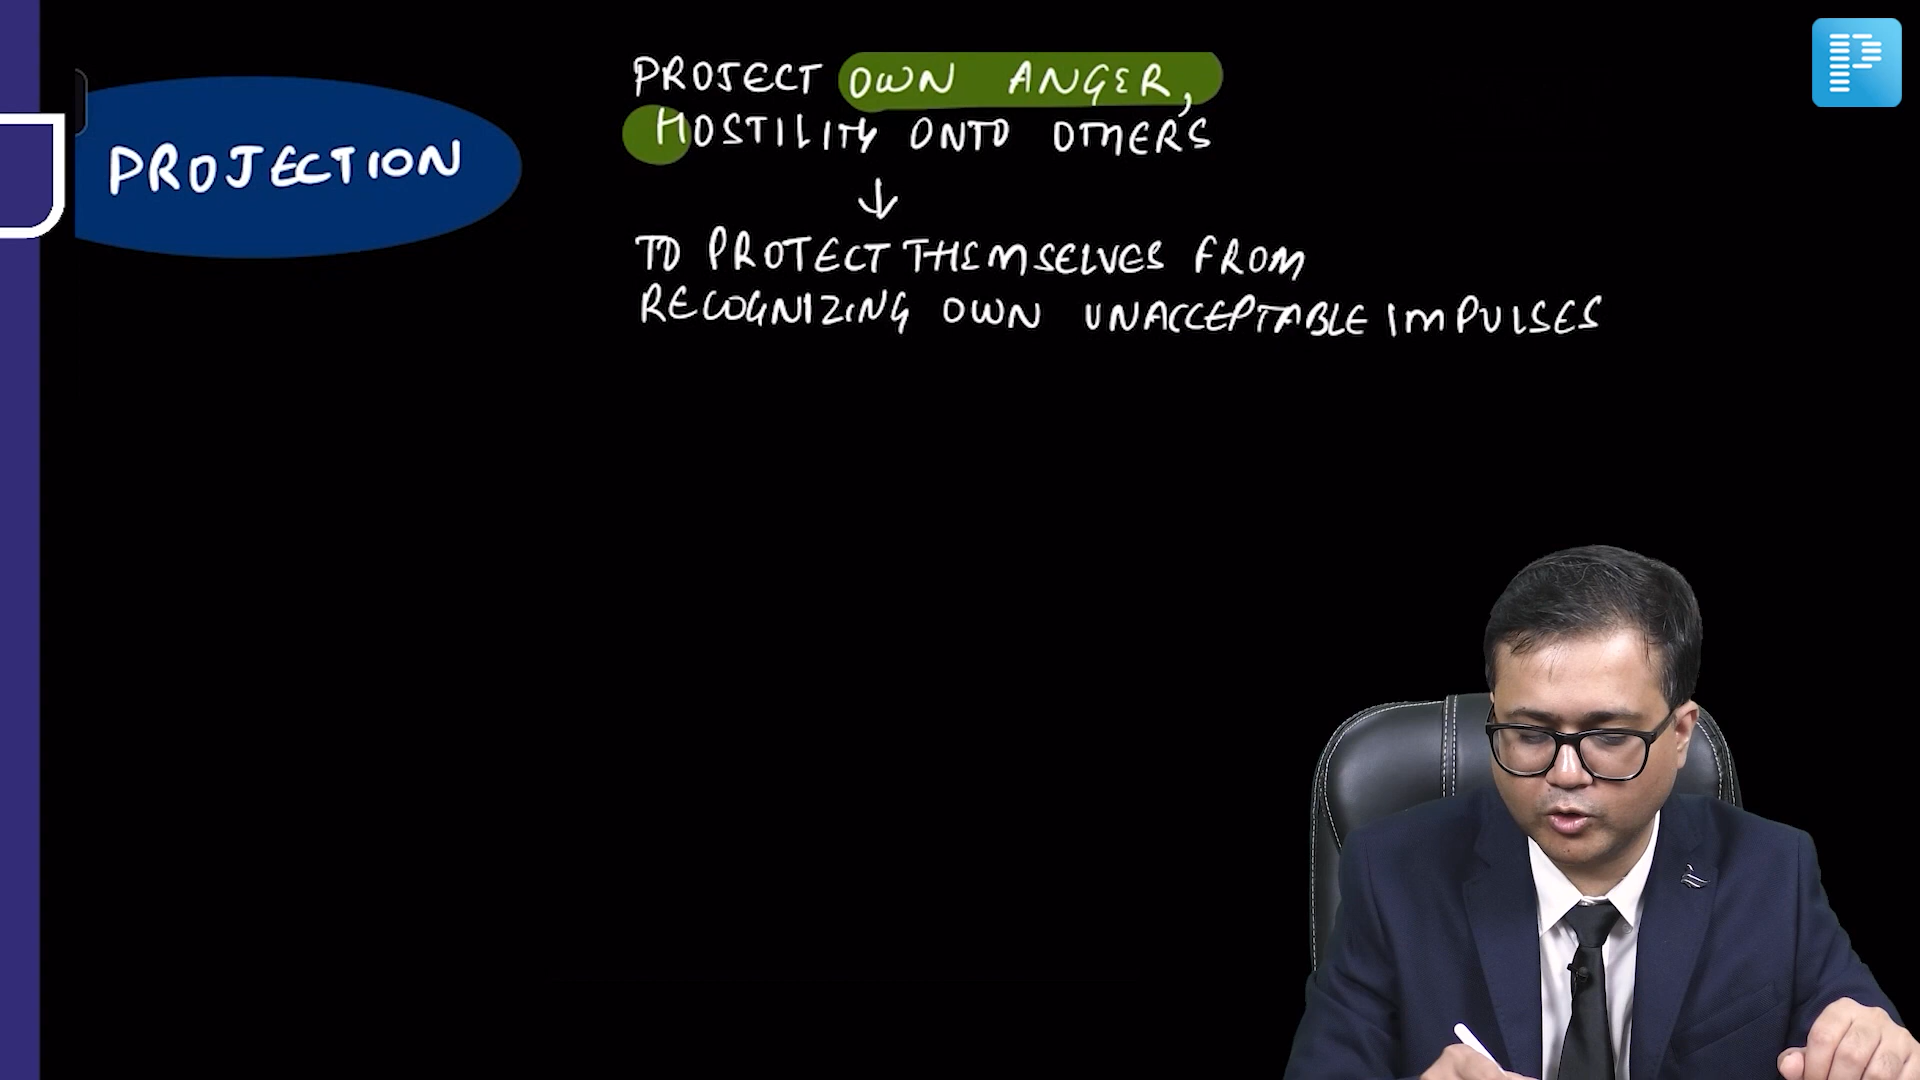 PROJECTION
PROJECT OWN ANGER,
HOSTILITY ONTO OTHERS
↓
TO PROTECT THEMSELVES FROM
RECOGNIZING OWN UNACCEPTABLE IMPULSES